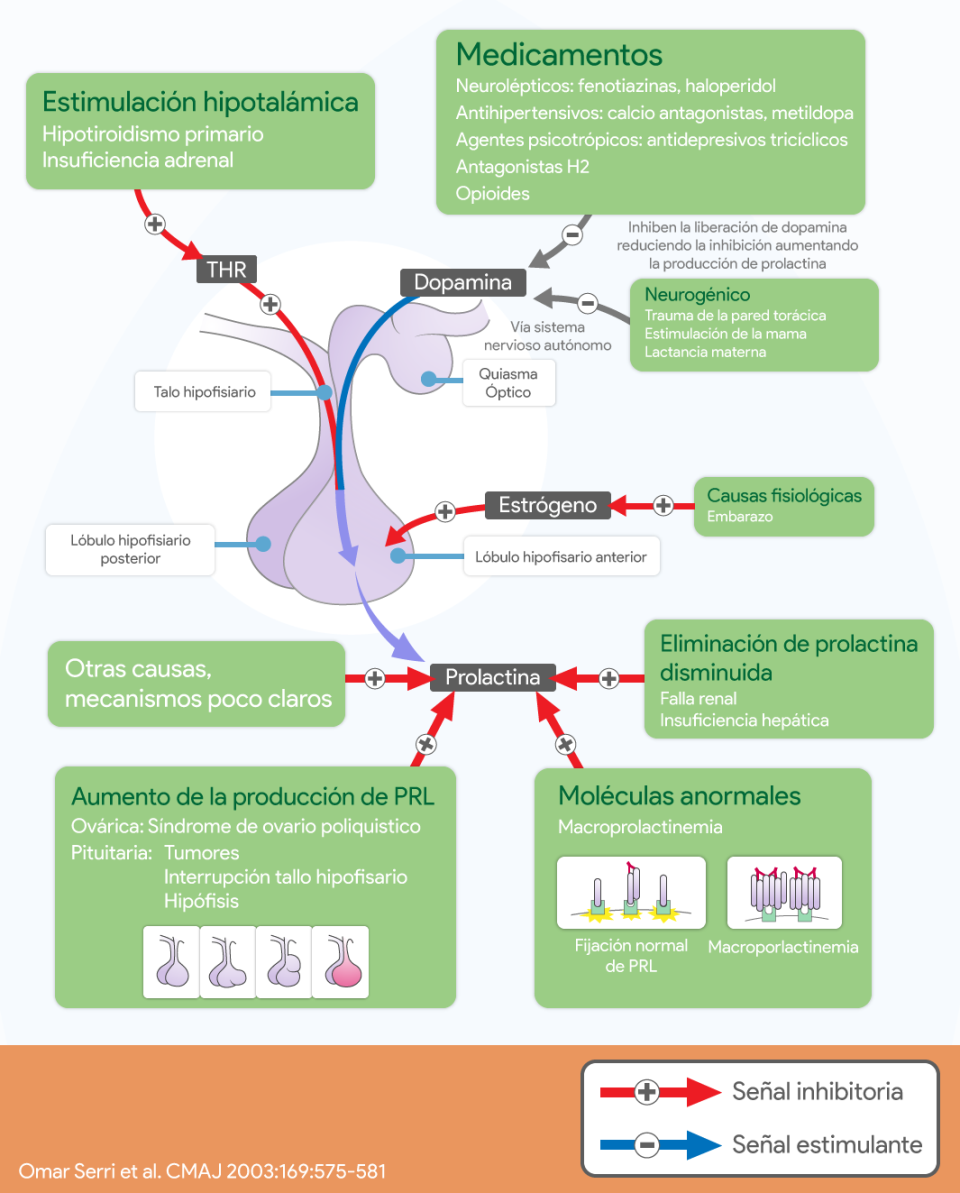 Medicamentos
Neurolépticos: fenotiazinas, haloperidol
Antihipertensivos: calcio antagonistas, metildopa
Agentes psicotrópicos: antidepresivos tricíclicos
Antagonistas H2
Opioides
Estimulación hipotalámica
Hipotiroidismo primario
Insuficiencia adrenal
Inhiben la liberación de dopamina
reduciendo la inhibición aumentando
la producción de prolactina
THR
Dopamina
Neurogénico
Trauma de la pared torácica
Estimulación de la mama
Lactancia materna
Vía sistema
nervioso autónomo
Talo hipofisiario
Quiasma
Óptico
Estrógeno
Causas fisiológicas
Embarazo
Lóbulo hipofisiario
posterior
Lóbulo hipofisario anterior
Otras causas,
mecanismos poco claros
Prolactina
Eliminación de prolactina
disminuida
Falla renal
Insuficiencia hepática
Aumento de la producción de PRL
Ovárica: Síndrome de ovario poliquistico
Pituitaria: Tumores
Interrupción tallo hipofisario
Hipófisis
Moléculas anormales
Macroprolactinemia
Fijación normal
de PRL
Macroporlactinemia
Señal inhibitoria
Señal estimulante
Omar Serri et al. CMAJ 2003:169:575-581